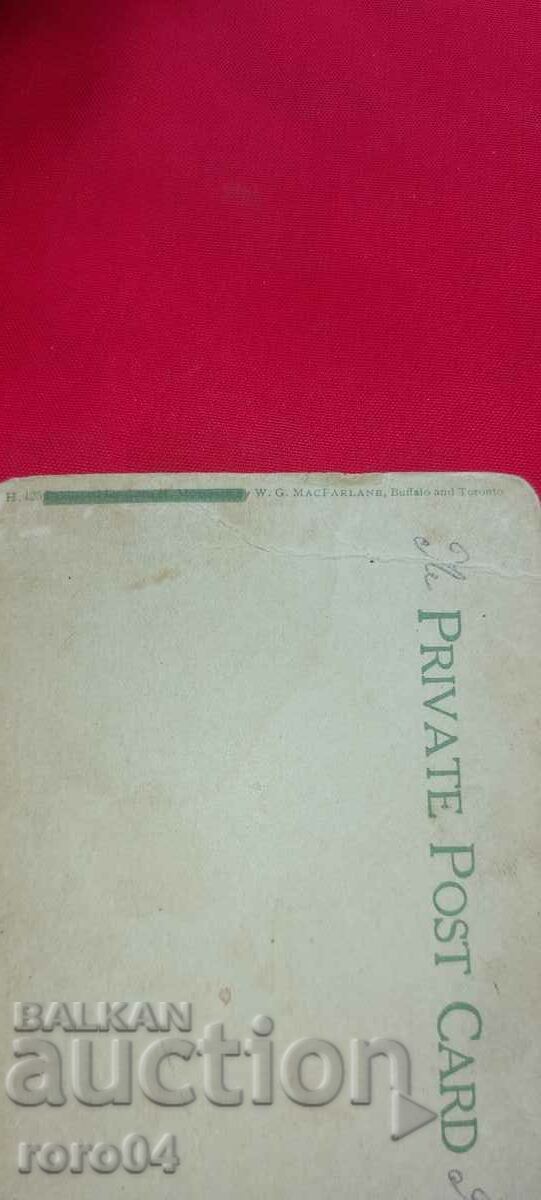 H. W. G. MACFARLANE, Buffalo and Toronto
PRIVATE POST CARD
BALKAN
auction
roro04